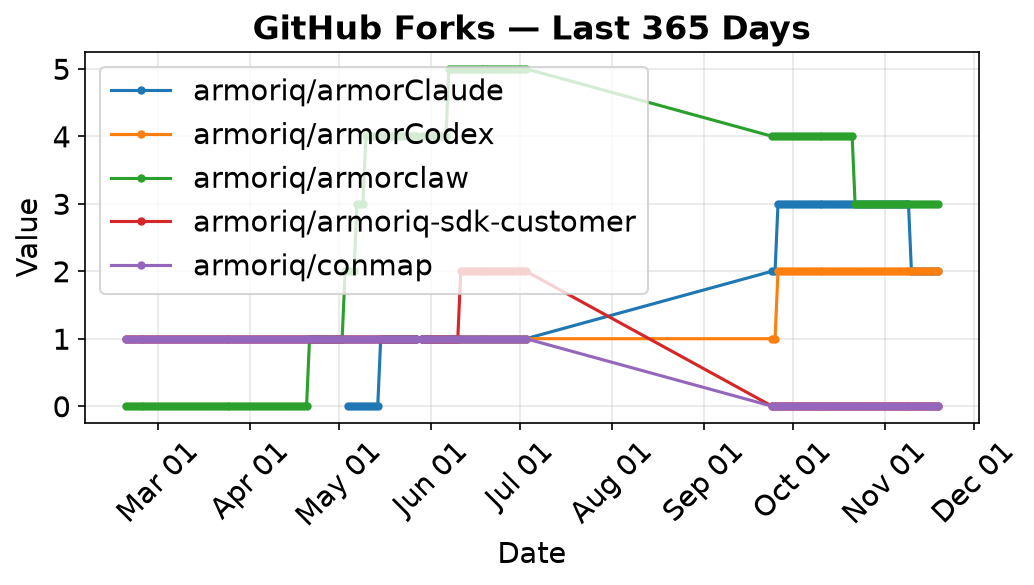 GitHub Forks — Last 365 Days
5
4
3
2
1
0
Value
armoriq/armorClaude
armoriq/armorCodex
armoriq/armorclaw
armoriq/armoriq-sdk-customer
armoriq/conmap
Mar 01
Apr 01
May 01
Jun 01
Jul 01
Aug 01
Sep 01
Oct 01
Nov 01
Dec 01
Date